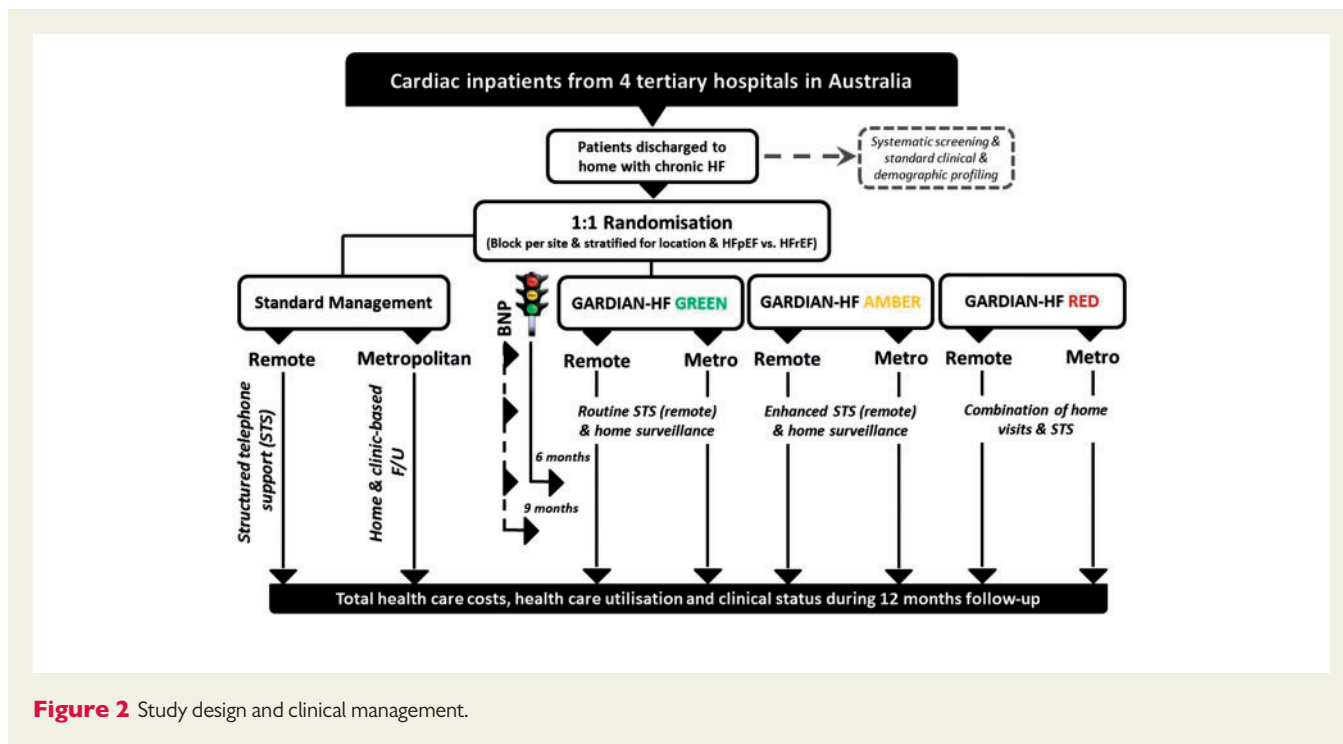 Cardiac inpatients from 4 tertiary hospitals in Australia
Patients discharged to
home with chronic HF
Systematic screening &
standard clinical &
demographic profiling
1:1 Randomisation
(Block per site & stratified for location & HFpEF vs. HFrEF)
Standard Management
BNP
GARDIAN-HF GREEN
GARDIAN-HF AMBER
GARDIAN-HF RED
Remote
Metropolitan
Remote
Metro
Remote
Metro
Remote
Metro
Structured telephone
support (STS)
Home & clinic-based
F/U
Routine STS (remote)
& home surveillance
Enhanced STS (remote)
& home surveillance
Combination of home
visits & STS
6 months
9 months
Total health care costs, health care utilisation and clinical status during 12 months follow-up
Figure 2 Study design and clinical management.